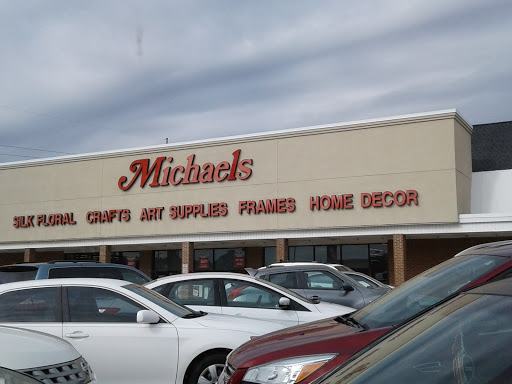 Michaels
SILK FLORAL CRAFTS ART SUPPLIES FRAMES HOME DECOR